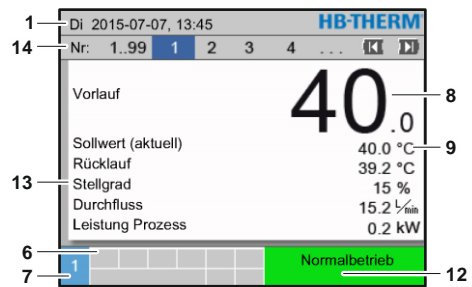 1 Di 2015-07-07, 13:45 HB-THERM
14 Nr: 1..99 1 2 3 4 ...
Vorlauf 40.0 8
Sollwert (aktuell) 40.0 °C 9
Rücklauf 39.2 °C
13 Stellgrad 15 %
Durchfluss 15.2 L/min
Leistung Prozess 0.2 kW
6 Normalbetrieb
7 1 12